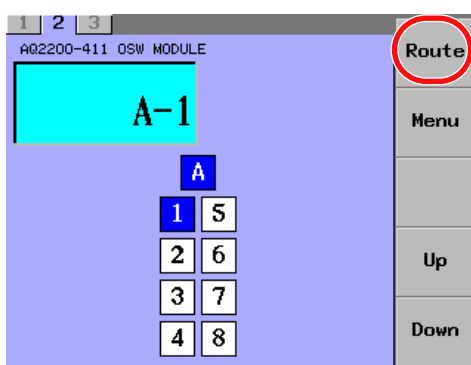 1 2 3
AQ2200-411 OSW MODULE
Route
A-1
Menu
A
1 5
2 6
Up
3 7
4 8
Down